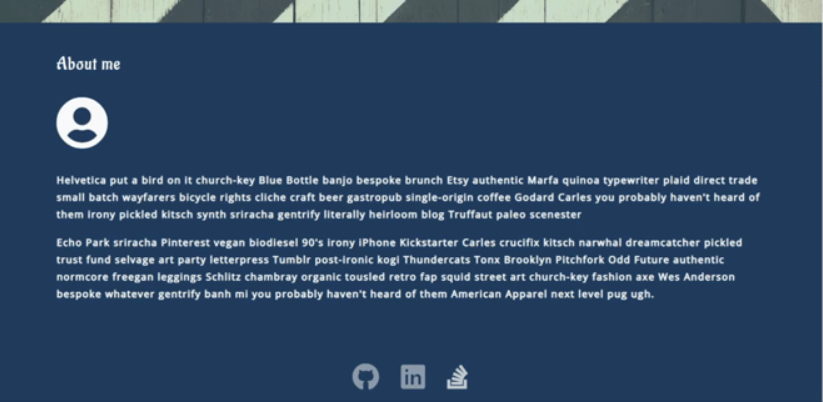 About me
Helvetica put a bird on it church-key Blue Bottle banjo bespoke brunch Etsy authentic Marfa quinoa typewriter plaid direct trade
small batch wayfarers bicycle rights cliche craft beer gastropub single-origin coffee Godard Carles you probably haven't heard of
them irony pickled kitsch synth sriracha gentrify literally heirloom blog Truffaut paleo scenester
Echo Park sriracha Pinterest vegan biodiesel 90's irony iPhone Kickstarter Carles crucifix kitsch narwhal dreamcatcher pickled
trust fund selvage art party letterpress Tumblr post-ironic kogi Thundercats Tonx Brooklyn Pitchfork Odd Future authentic
normcore freegan leggings Schlitz chambray organic tousled retro fap squid street art church-key fashion axe Wes Anderson
bespoke whatever gentrify banh mi you probably haven't heard of them American Apparel next level pug ugh.
in